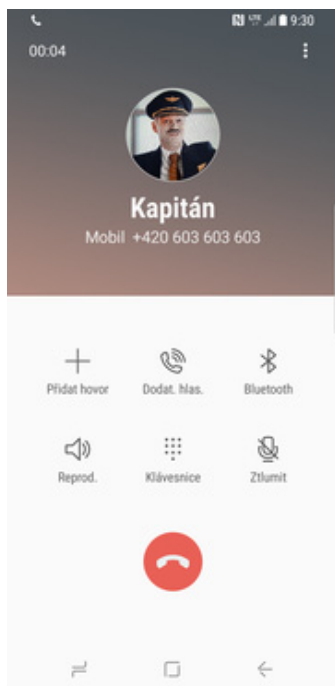 9:30
00:04
Kapitán
Mobil +420 603 603 603
Přidat hovor Dodat. hlas. Bluetooth
Reprod. Klávesnice Ztlumit